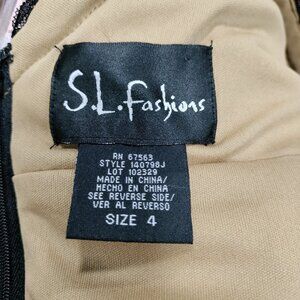 S.L. Fashions
RN 67563
STYLE 140798J
LOT 102329
MADE IN CHINA/
HECHO EN CHINA
SEE REVERSE SIDE/
VER AL REVERSO
SIZE 4